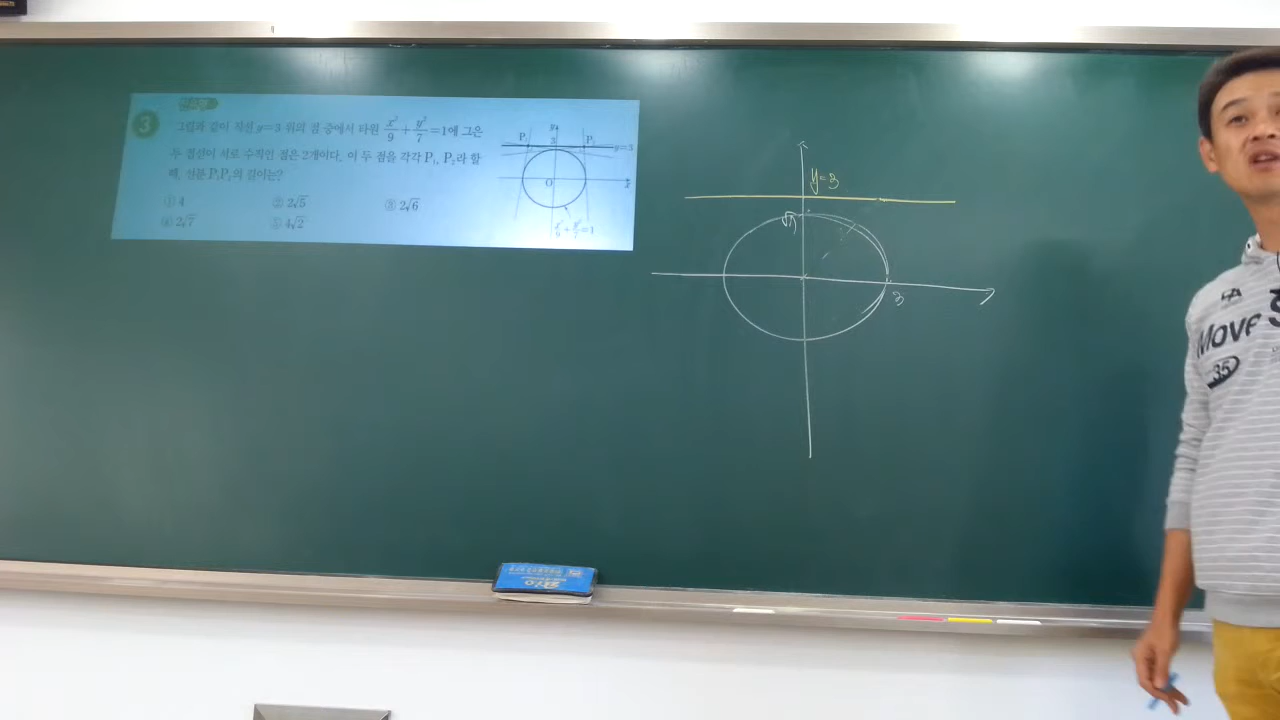 3
그림과 같이 직선 y=3 위의 점 중에서 타원 x²/9 + y²/7 =1에 그은
두 접선이 서로 수직인 점은 2개이다. 이 두 점을 각각 P₁, P₂라 할
때, 선분 P₁P₂의 길이는?
① 4 ② 2√5 ③ 2√6
④ 2√7 ⑤ 4√2
y
P₁ 3 P₂
y=3
O x
x²/9 + y²/7 =1
y=3
√7
3
Move
35